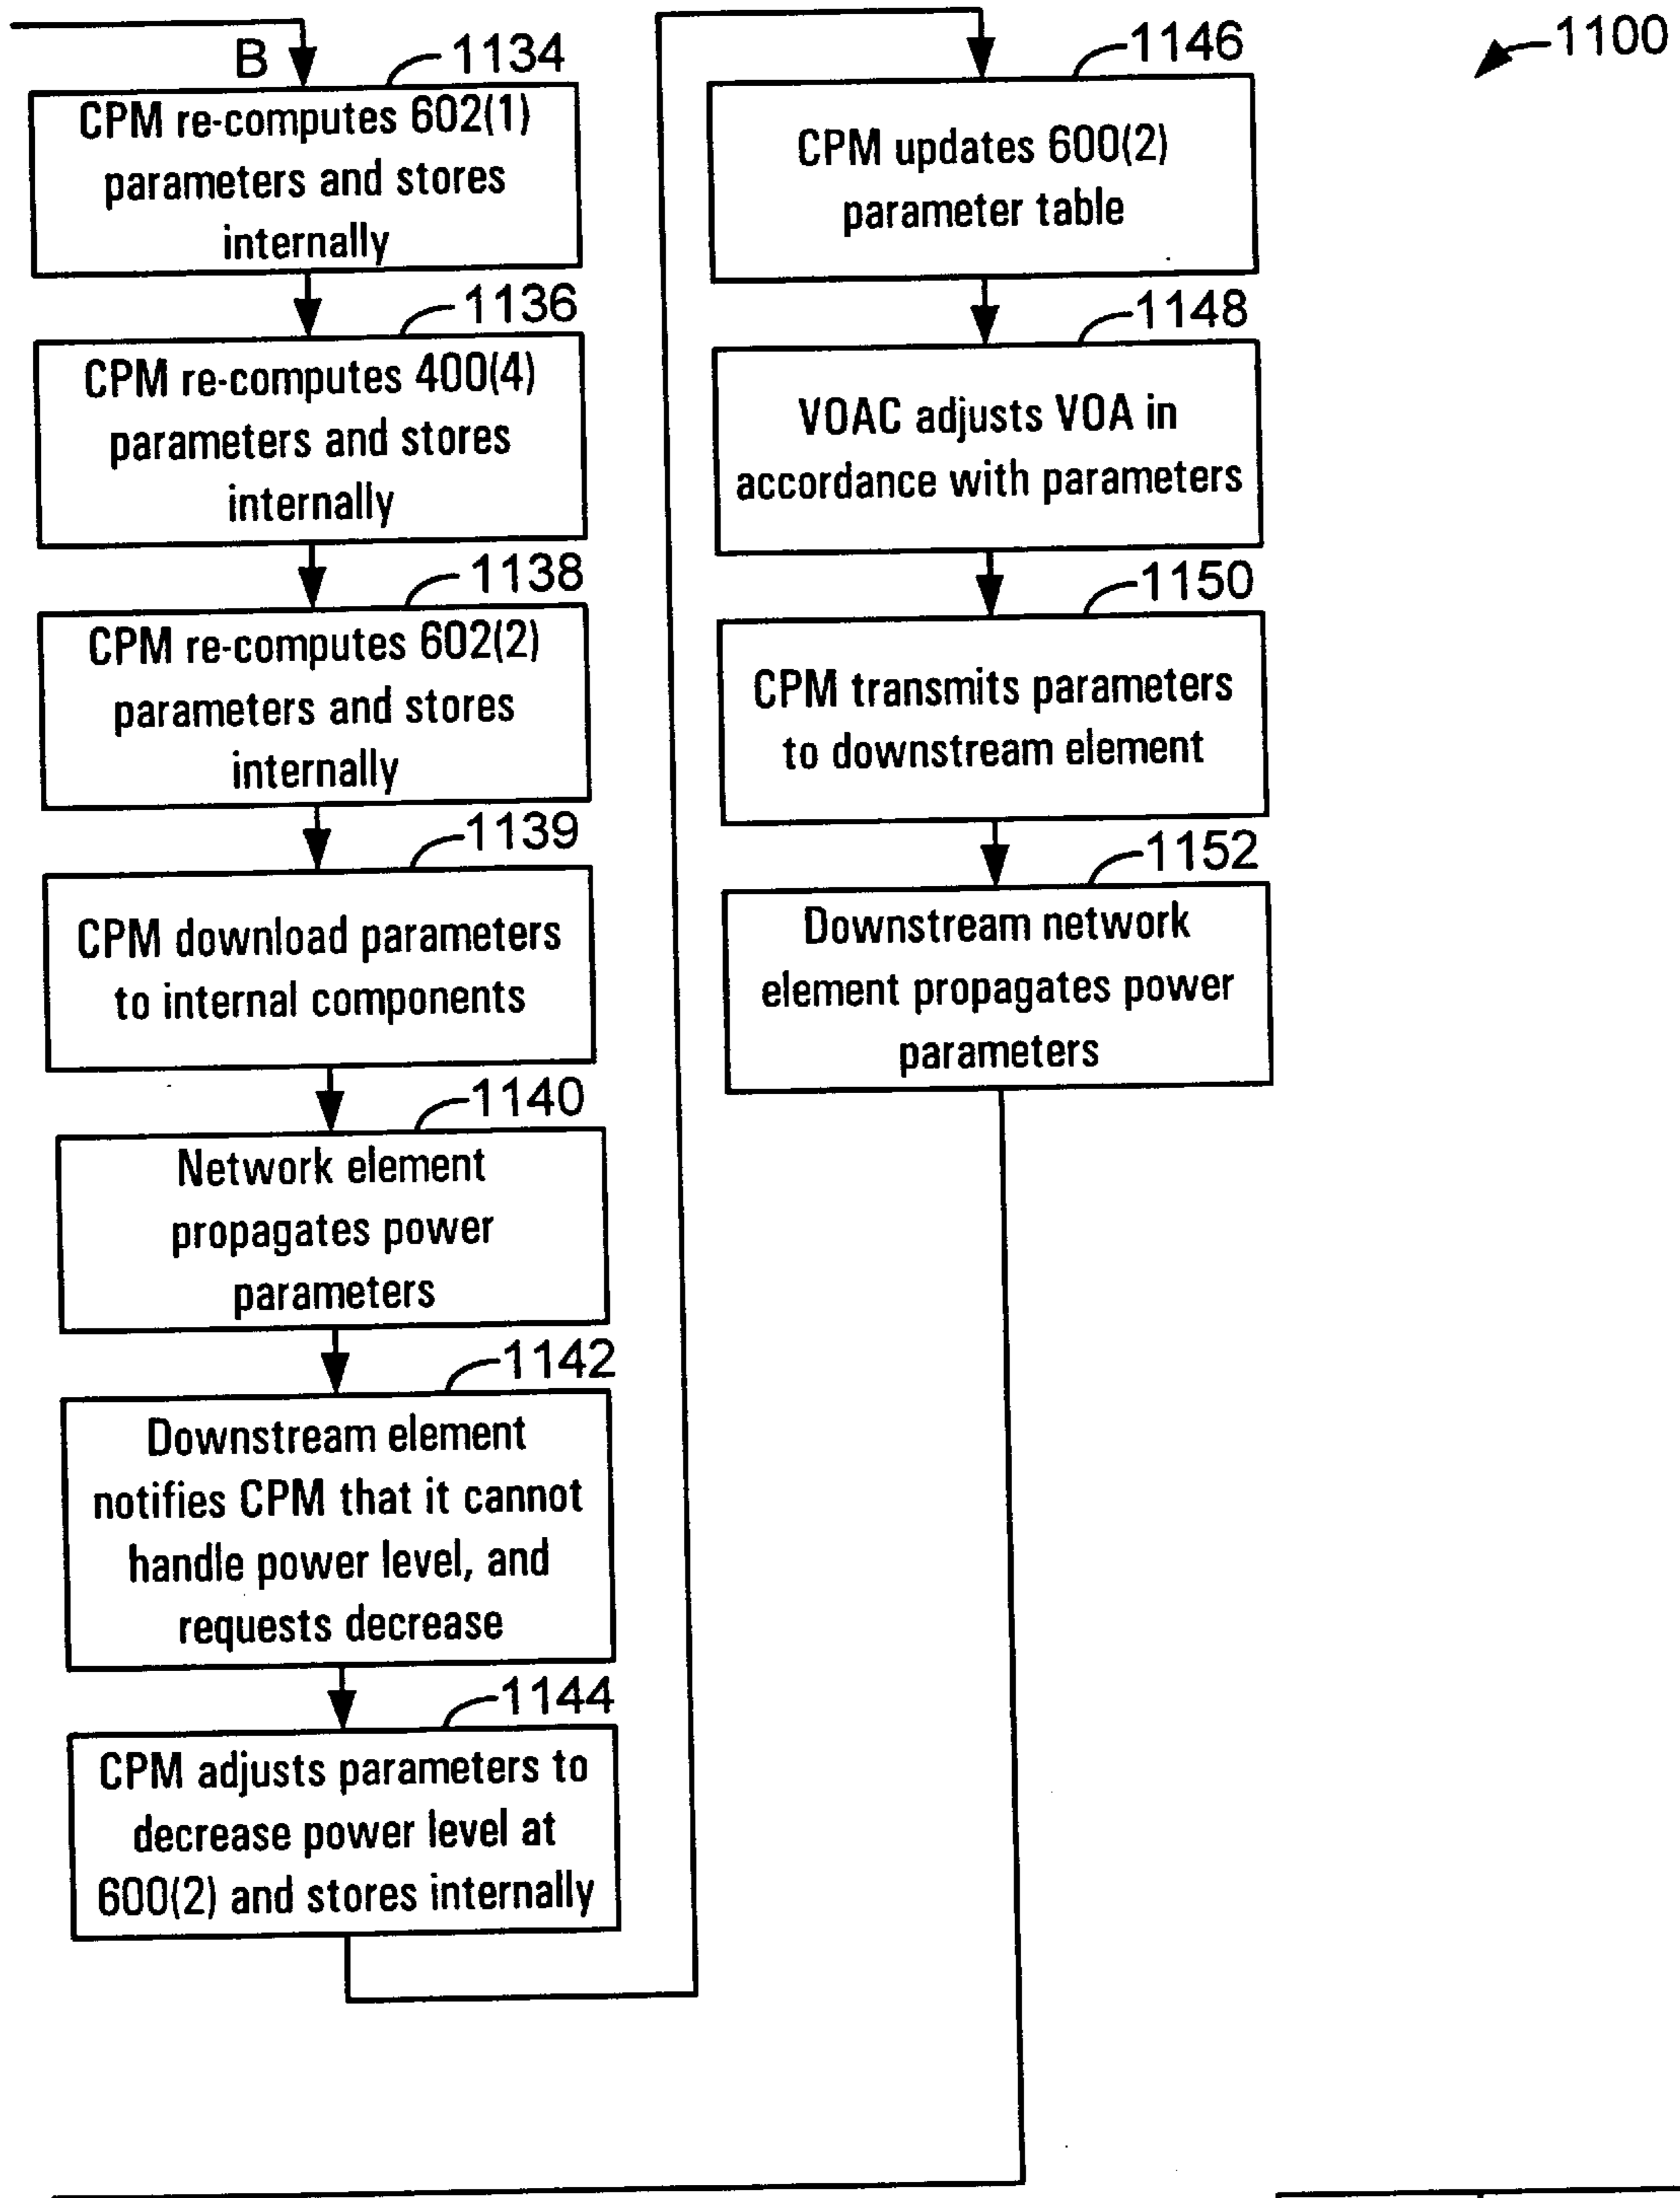 B
1134
CPM re-computes 602(1)
parameters and stores
internally
1136
CPM re-computes 400(4)
parameters and stores
internally
1138
CPM re-computes 602(2)
parameters and stores
internally
1139
CPM download parameters
to internal components
1140
Network element
propagates power
parameters
1142
Downstream element
notifies CPM that it cannot
handle power level, and
requests decrease
1144
CPM adjusts parameters to
decrease power level at
600(2) and stores internally
1146
CPM updates 600(2)
parameter table
1148
VOAC adjusts VOA in
accordance with parameters
1150
CPM transmits parameters
to downstream element
1152
Downstream network
element propagates power
parameters
1100